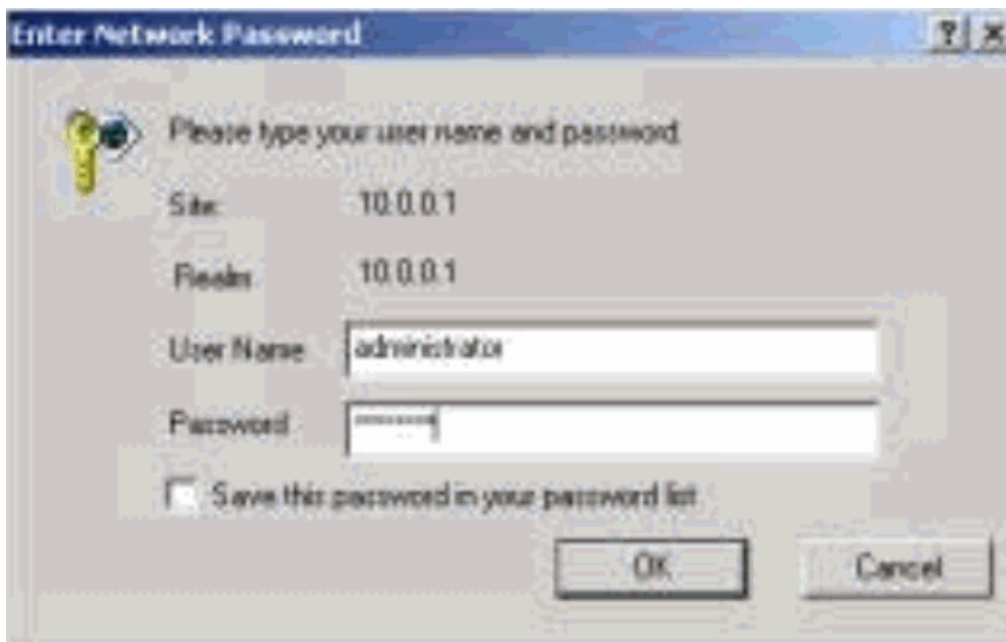 Enter Network Password
Please type your user name and password.
Site: 10.0.0.1
Realm 10.0.0.1
User Name administrator
Password ********
Save this password in your password list
OK Cancel